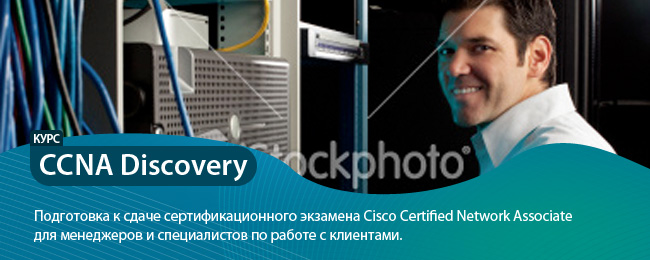 КУРС
CCNA Discovery
iStockphoto®
Подготовка к сдаче сертификационного экзамена Cisco Certified Network Associate
для менеджеров и специалистов по работе с клиентами.